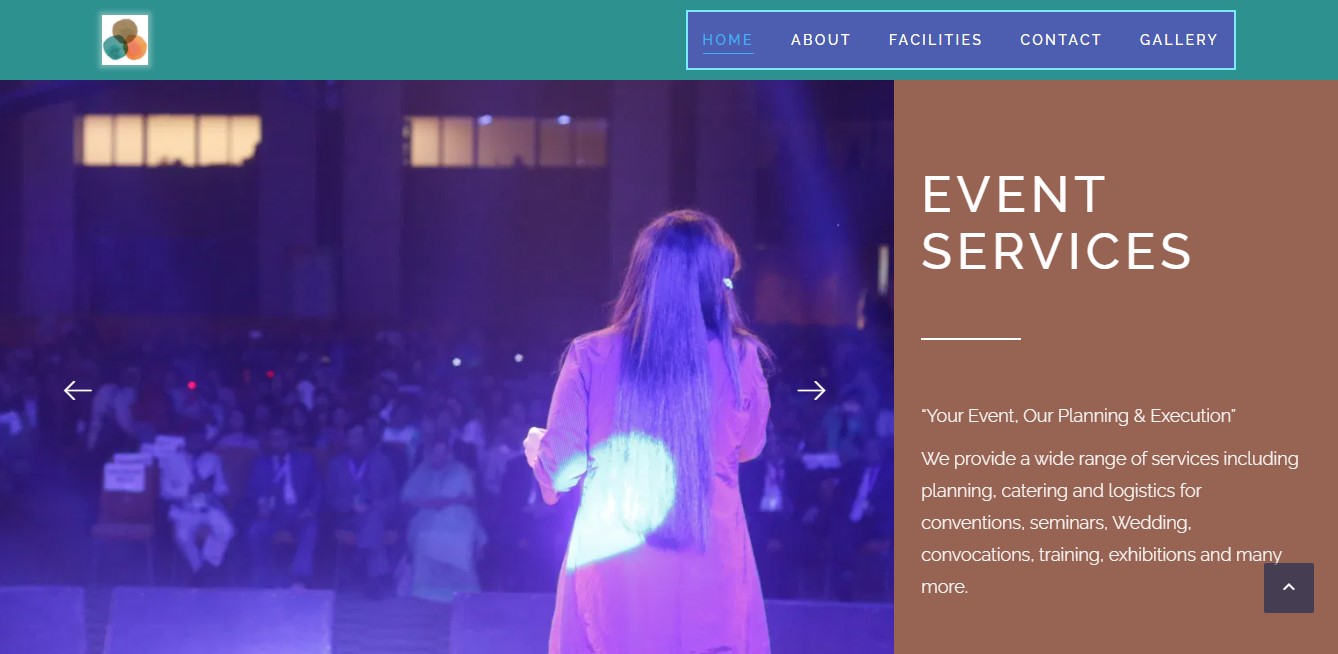 HOME ABOUT FACILITIES CONTACT GALLERY
EVENT
SERVICES
“Your Event, Our Planning & Execution”
We provide a wide range of services including
planning, catering and logistics for
conventions, seminars, Wedding,
convocations, training, exhibitions and many
more.